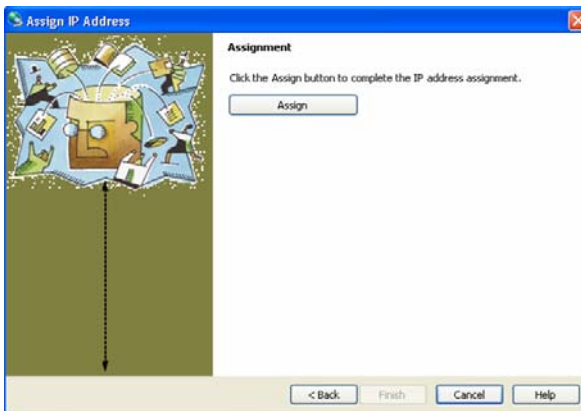 Assign IP Address
Assignment
Click the Assign button to complete the IP address assignment.
Assign
< Back
Finish
Cancel
Help